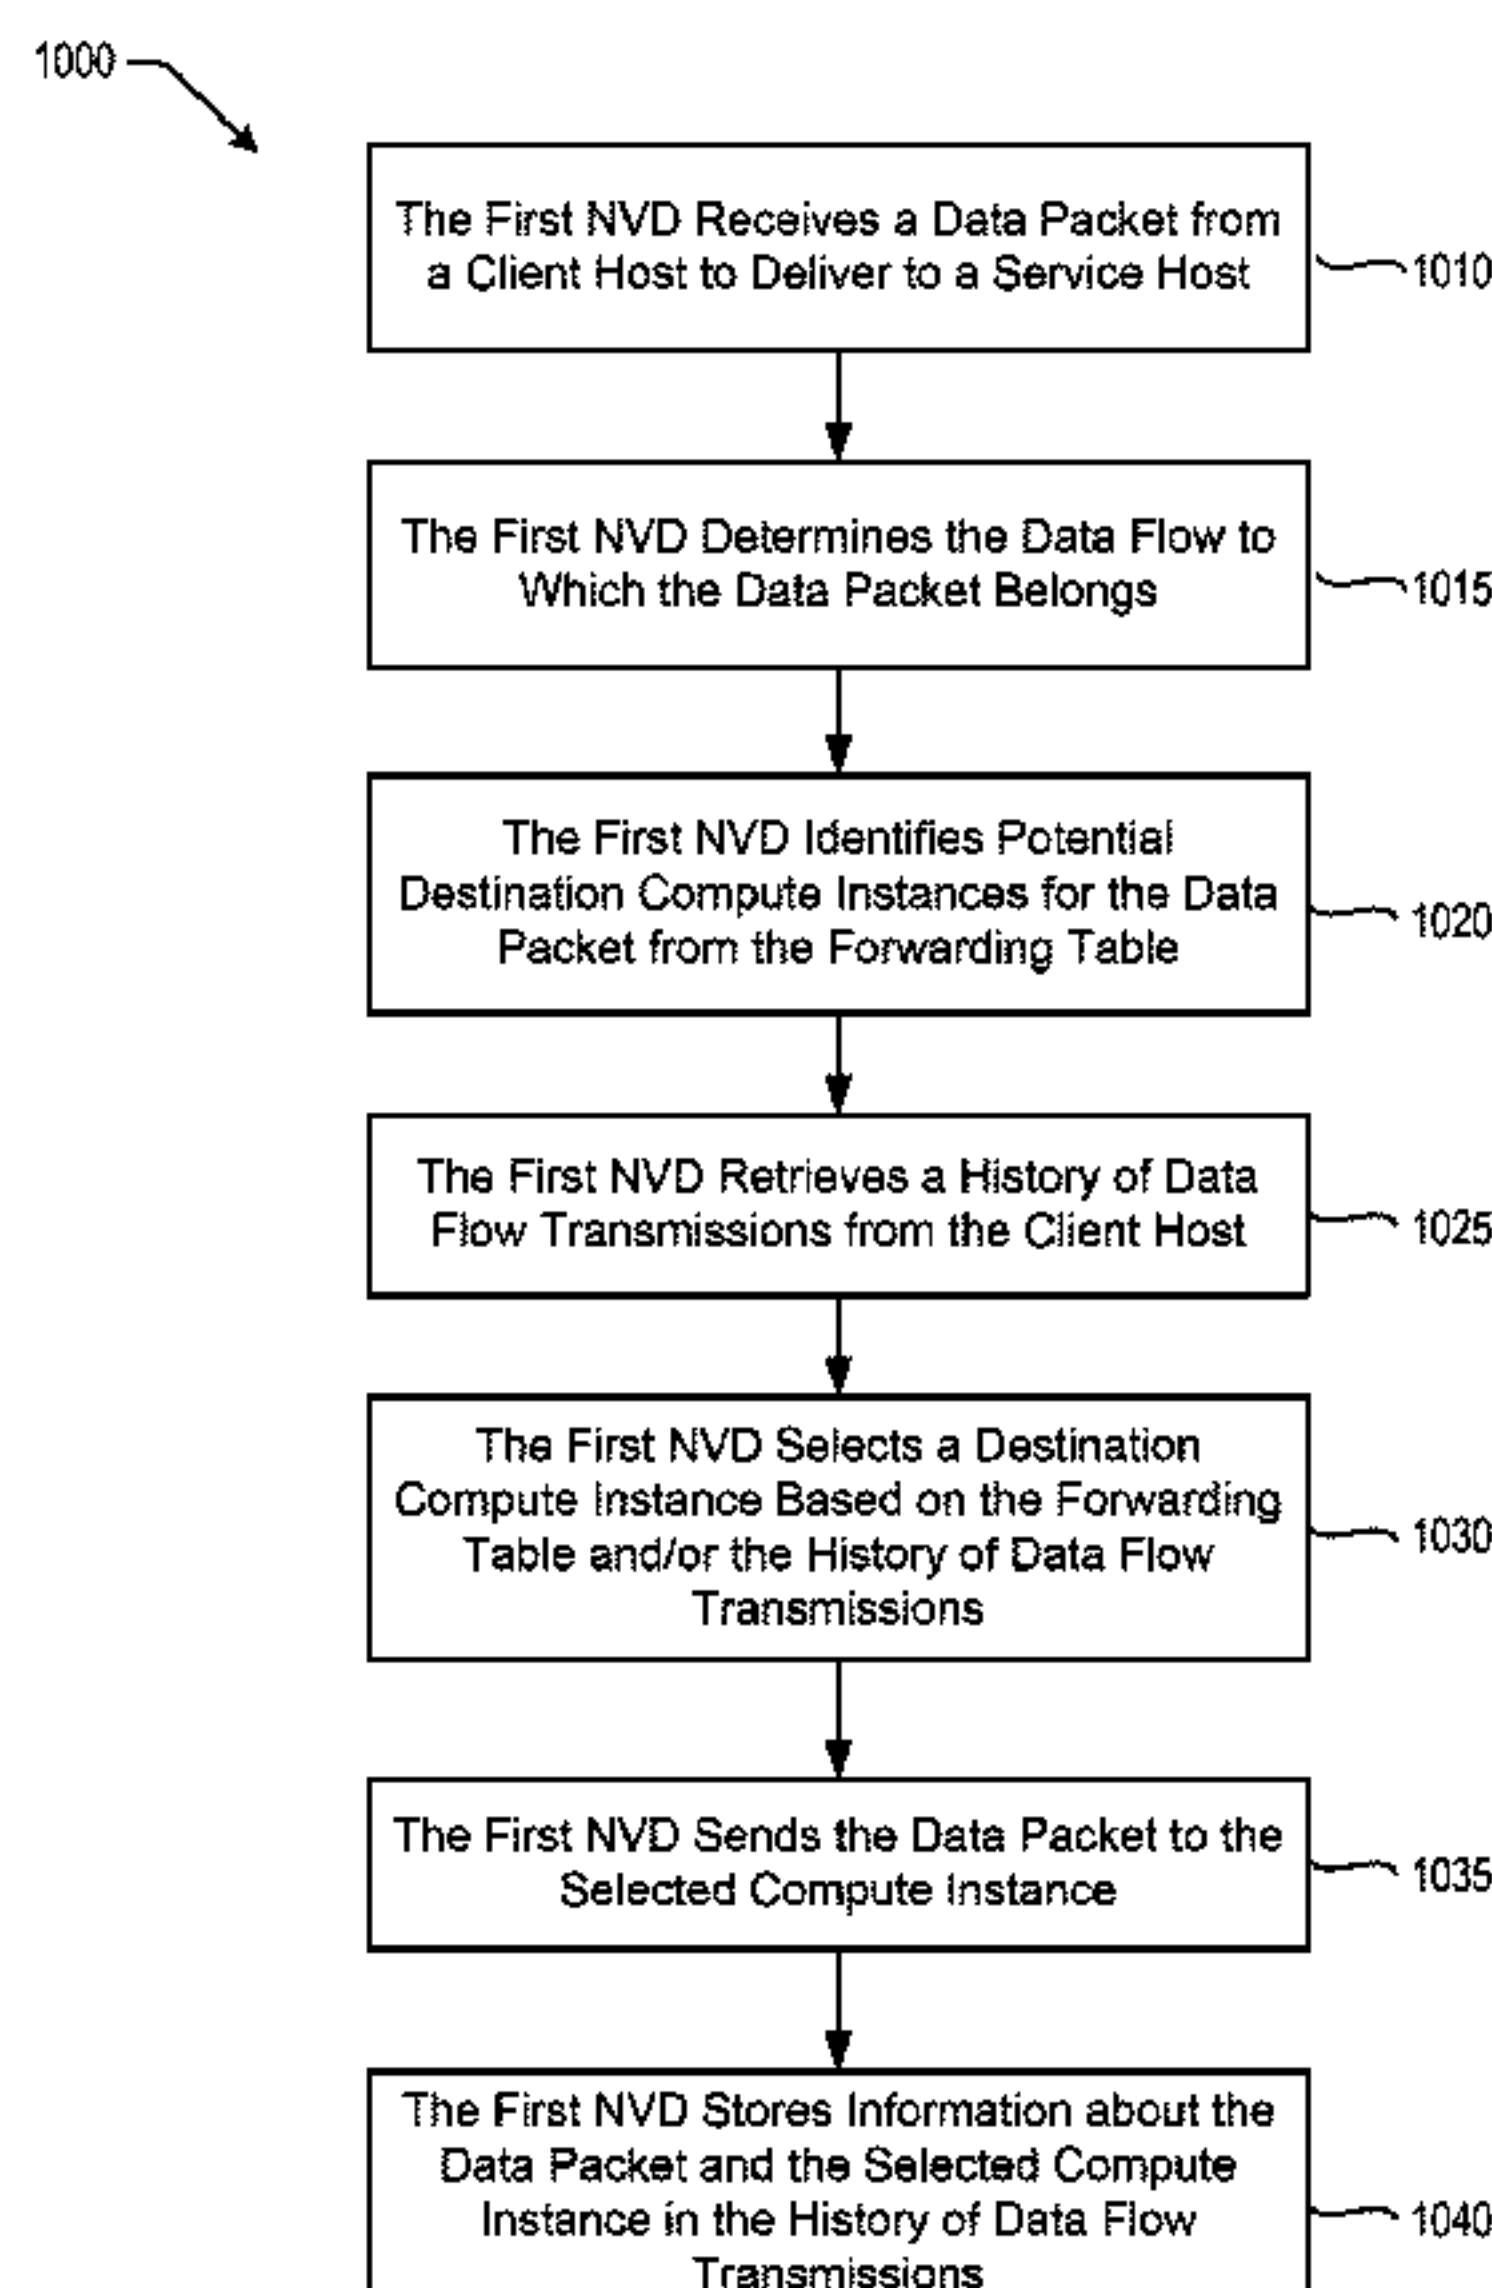 1000
The First NVD Receives a Data Packet from
a Client Host to Deliver to a Service Host
1010
The First NVD Determines the Data Flow to
Which the Data Packet Belongs
1015
The First NVD Identifies Potential
Destination Compute Instances for the Data
Packet from the Forwarding Table
1020
The First NVD Retrieves a History of Data
Flow Transmissions from the Client Host
1025
The First NVD Selects a Destination
Compute Instance Based on the Forwarding
Table and/or the History of Data Flow
Transmissions
1030
The First NVD Sends the Data Packet to the
Selected Compute Instance
1035
The First NVD Stores Information about the
Data Packet and the Selected Compute
Instance in the History of Data Flow
Transmissions
1040